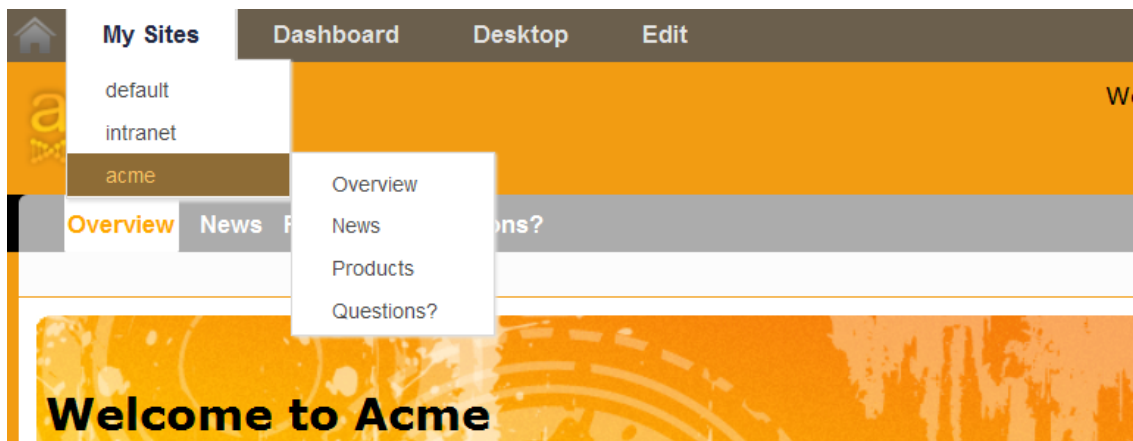 My Sites Dashboard Desktop Edit
default
intranet
acme
Overview
News
Products
Questions?
Overview News
Welcome to Acme